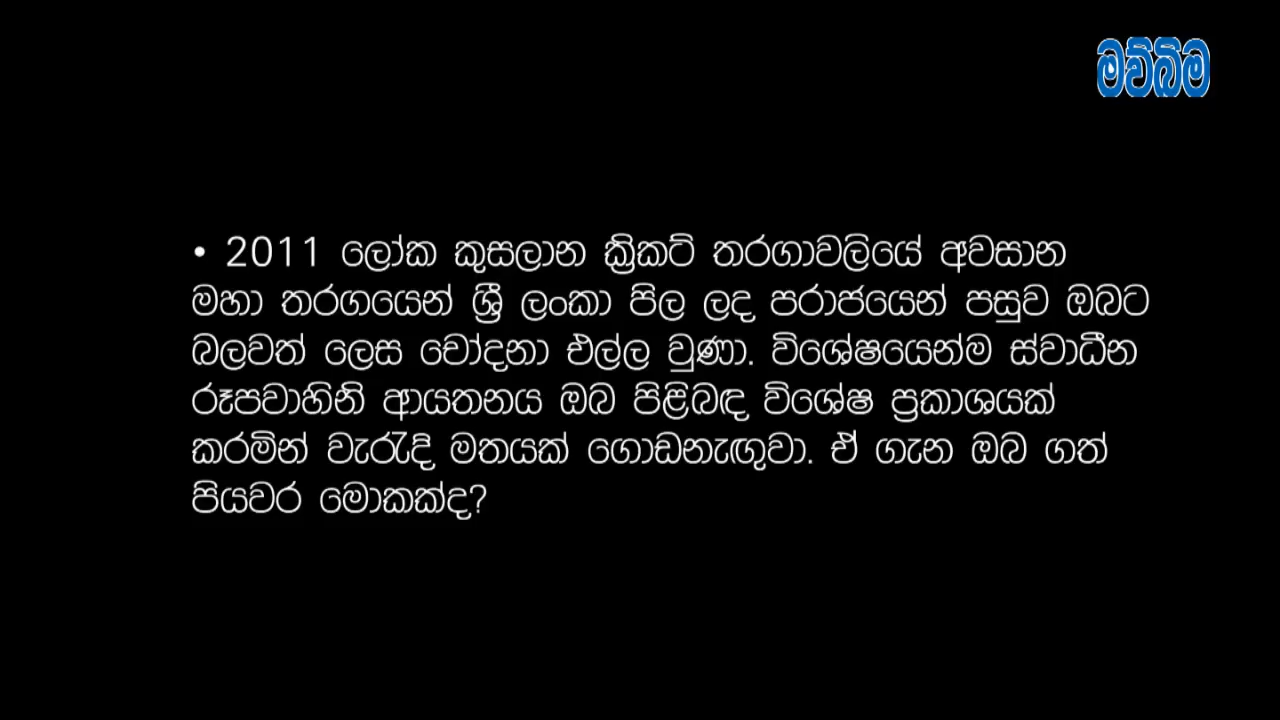 මව්බිම
• 2011 ලෝක කුසලාන ක්‍රිකට් තරගාවලියේ අවසාන
මහා තරගයෙන් ශ්‍රී ලංකා පිල ලද පරාජයෙන් පසුව ඔබට
බලවත් ලෙස චෝදනා එල්ල වුණා. විශේෂයෙන්ම ස්වාධීන
රූපවාහිනි ආයතනය ඔබ පිළිබඳ විශේෂ ප්‍රකාශයක්
කරමින් වැරැදි මතයක් ගොඩනැඟුවා. ඒ ගැන ඔබ ගත්
පියවර මොකක්ද?